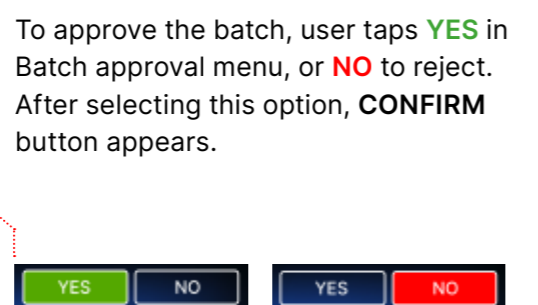 To approve the batch, user taps YES in
Batch approval menu, or NO to reject.
After selecting this option, CONFIRM
button appears.
YES NO YES NO